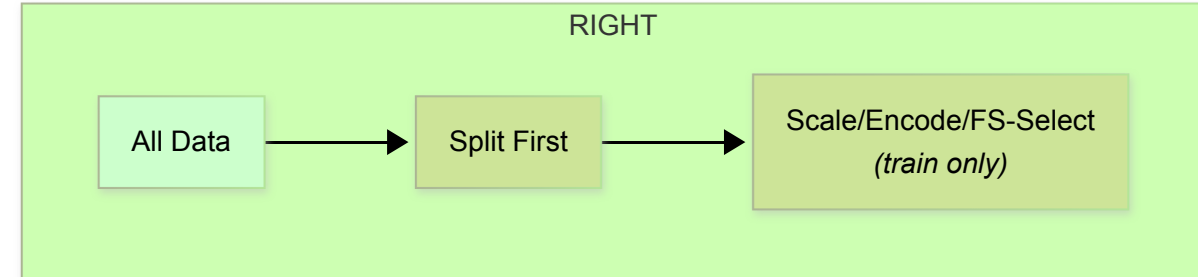 RIGHT
All Data
Split First
Scale/Encode/FS-Select
(train only)